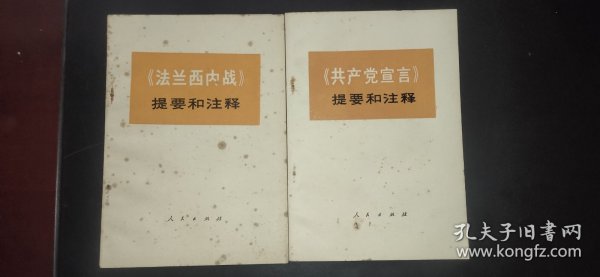 《法兰西内战》
提要和注释
人民出版社
《共产党宣言》
提要和注释
人民出版社
孔夫子旧书网
www.kongfz.com